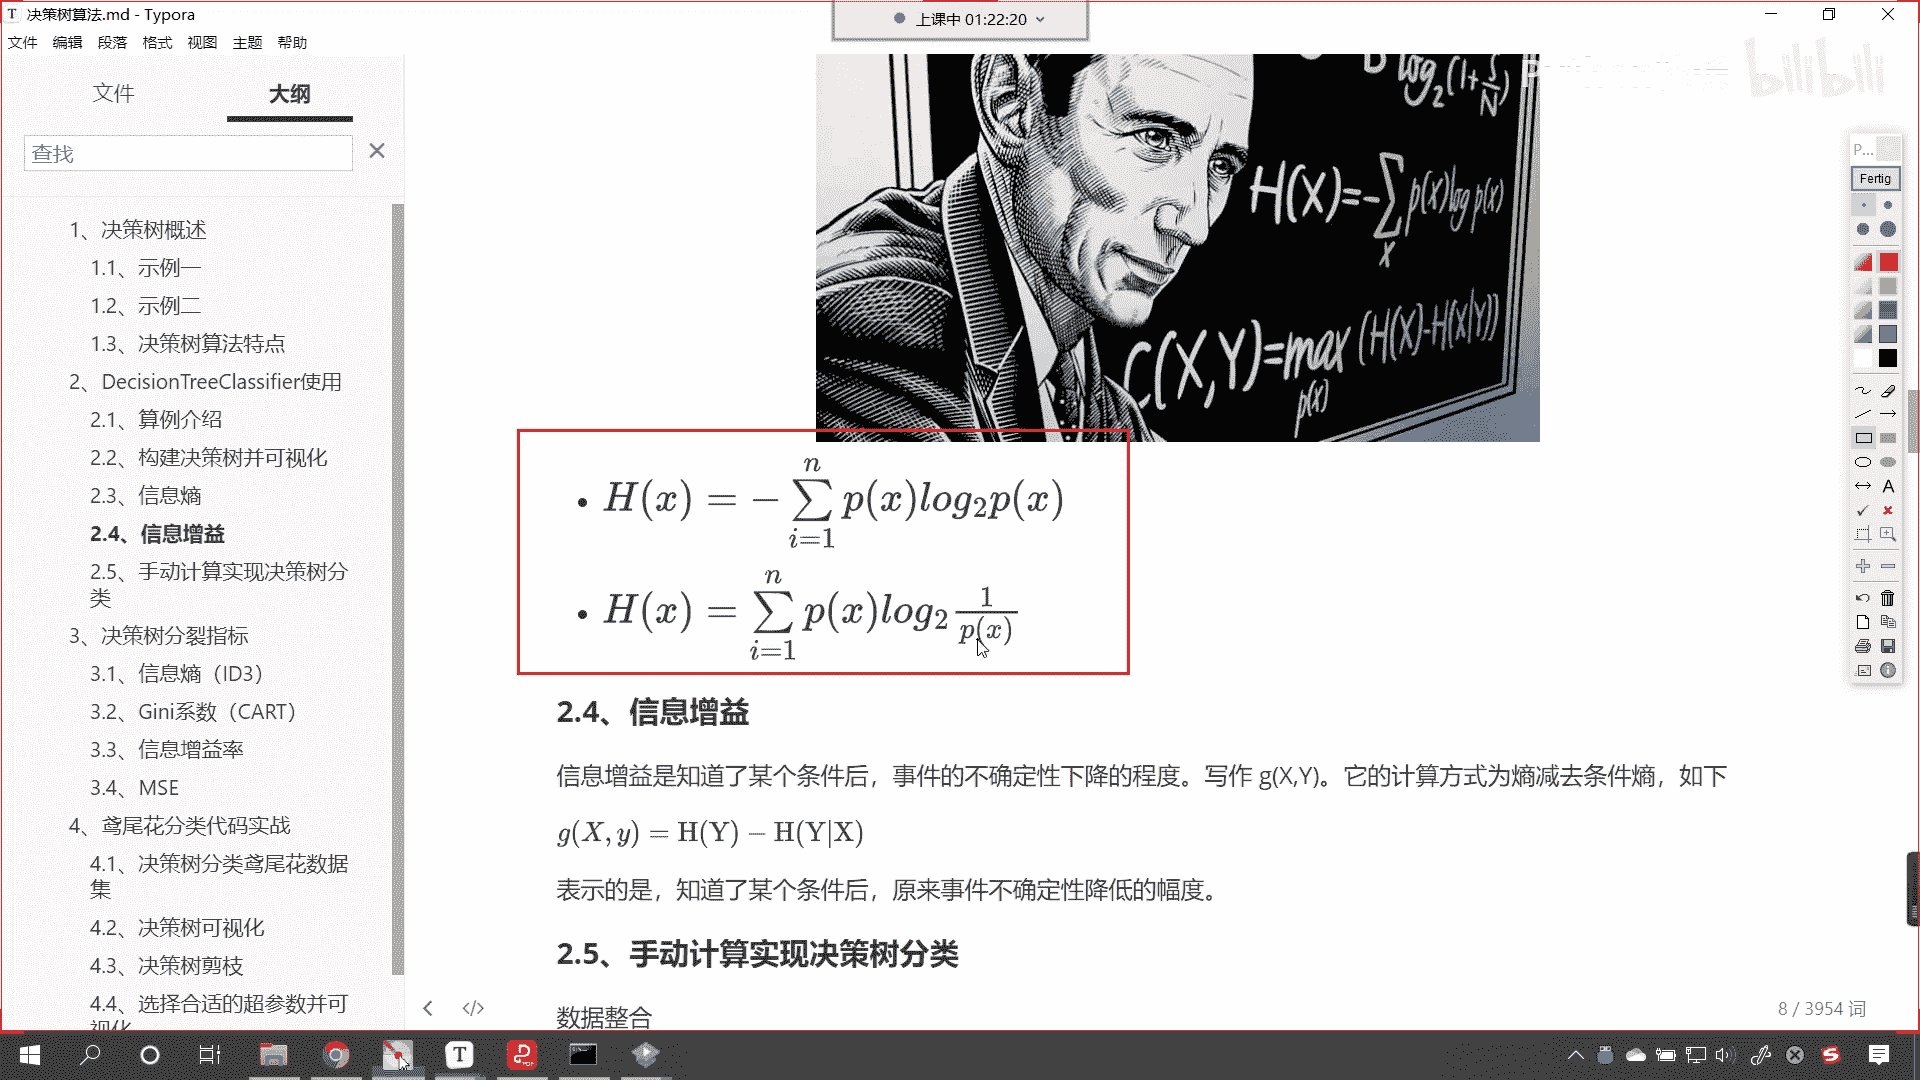 决策树算法.md - Typora
上课中 01:22:20
文件 编辑 段落 格式 视图 主题 帮助
文件 大纲
查找
1、决策树概述
1.1、示例一
1.2、示例二
1.3、决策树算法特点
2、DecisionTreeClassifier使用
2.1、算例介绍
2.2、构建决策树并可视化
2.3、信息熵
2.4、信息增益
2.5、手动计算实现决策树分
类
3、决策树分裂指标
3.1、信息熵（ID3）
3.2、Gini系数（CART）
3.3、信息增益率
3.4、MSE
4、鸢尾花分类代码实战
4.1、决策树分类鸢尾花数据
集
4.2、决策树可视化
4.3、决策树剪枝
4.4、选择合适的超参数并可
视化
log₂(1+S/N)
H(X)=-∑p(x)log p(x)
X
C(X,Y)=max(H(X)-H(X|Y))
p(x)
bilibili
P...
Fertig
A
H(x) = −∑ⁿᵢ₌₁ p(x)log₂p(x)
H(x) = ∑ⁿᵢ₌₁ p(x)log₂ 1/p(x)
2.4、信息增益
信息增益是知道了某个条件后，事件的不确定性下降的程度。写作 g(X,Y)。它的计算方式为熵减去条件熵，如下
g(X, y) = H(Y) − H(Y|X)
表示的是，知道了某个条件后，原来事件不确定性降低的幅度。
2.5、手动计算实现决策树分类
数据整合
8 / 3954 词